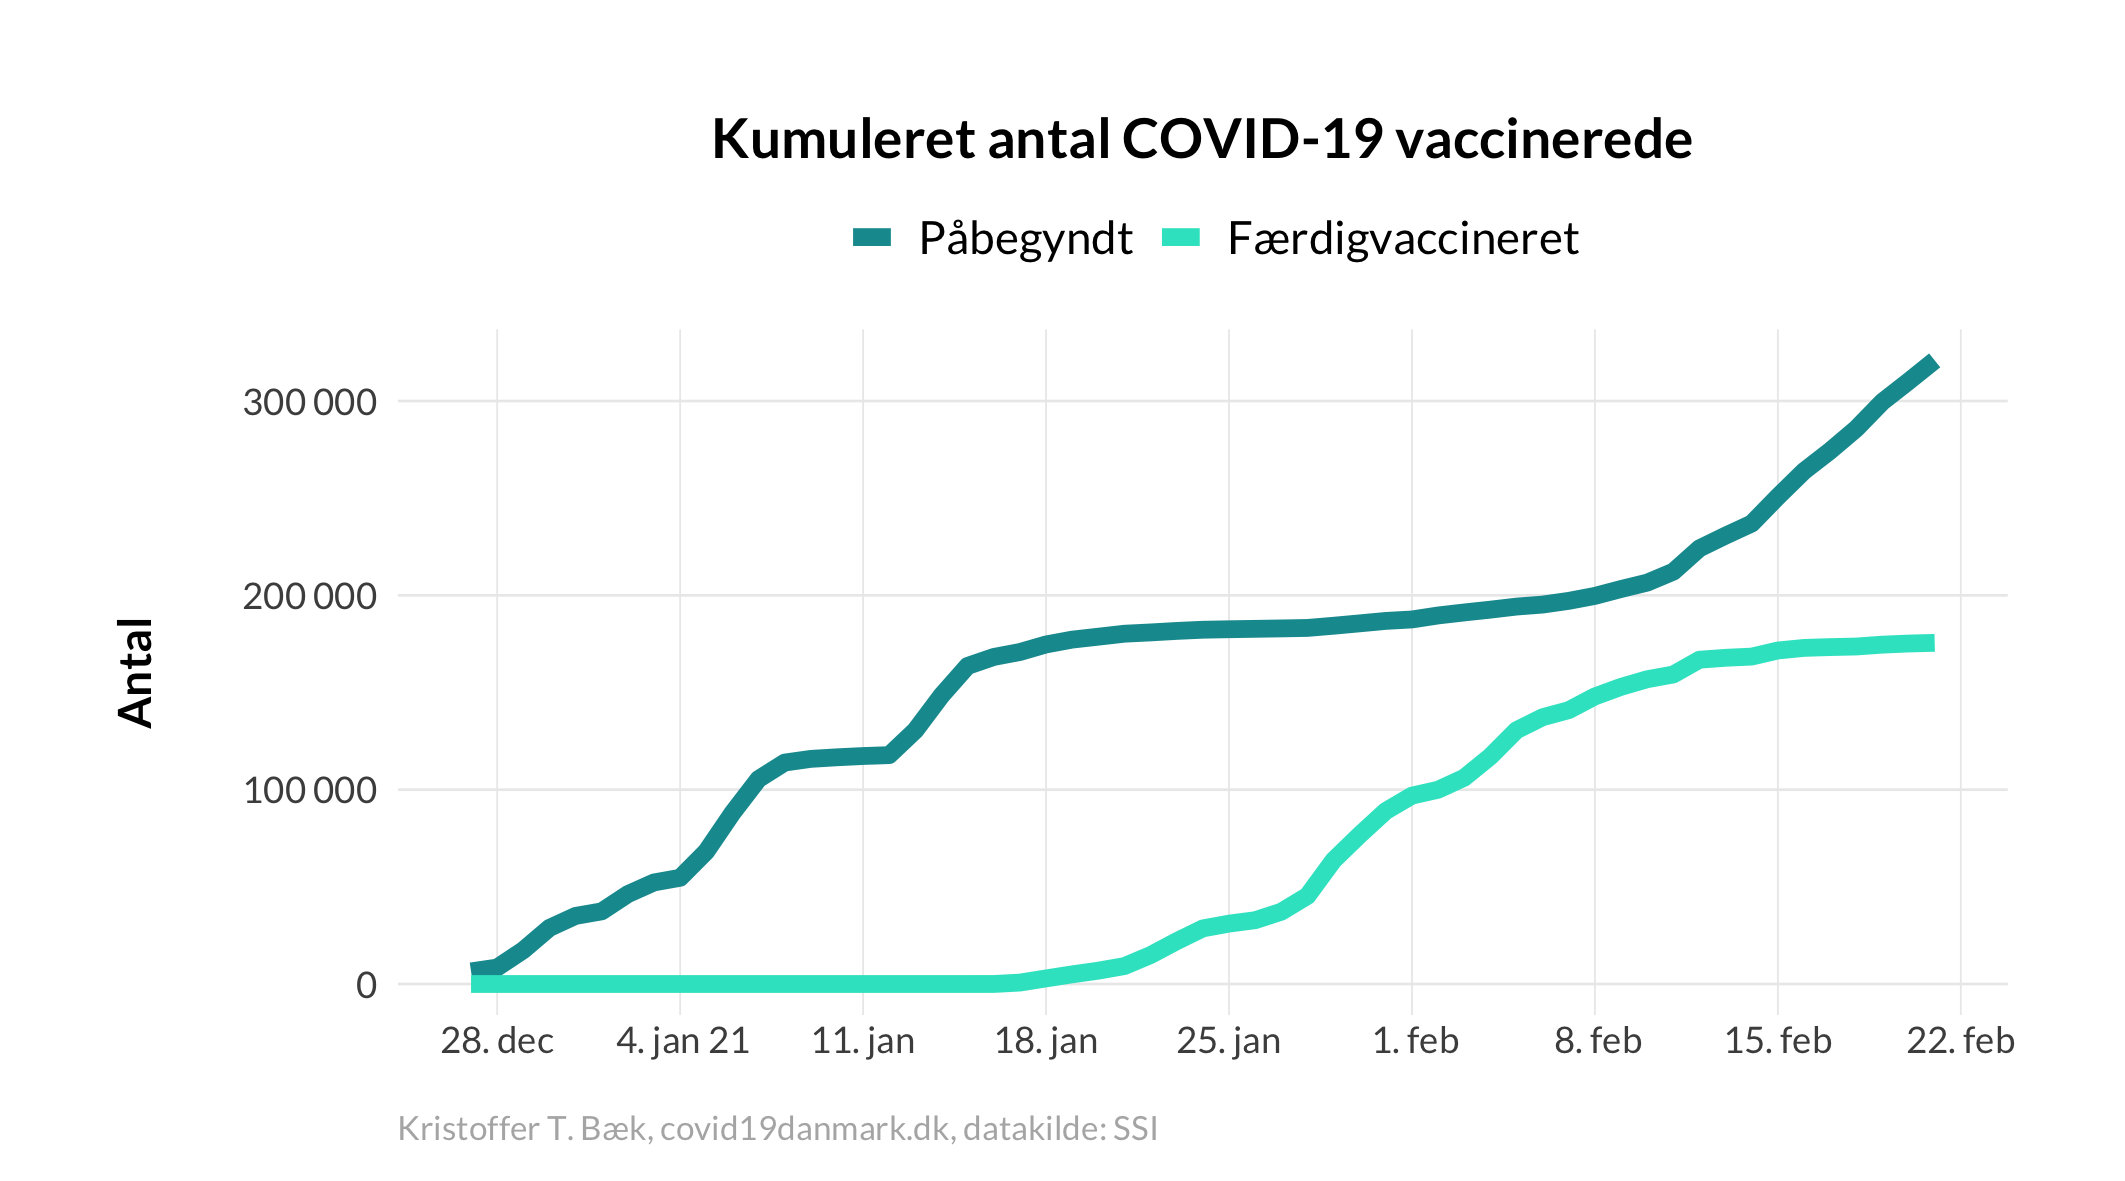 Kumuleret antal COVID-19 vaccinerede
Påbegyndt Færdigvaccineret
Antal
300 000
200 000
100 000
0
28. dec 4. jan 21 11. jan 18. jan 25. jan 1. feb 8. feb 15. feb 22. feb
Kristoffer T. Bæk, covid19danmark.dk, datakilde: SSI